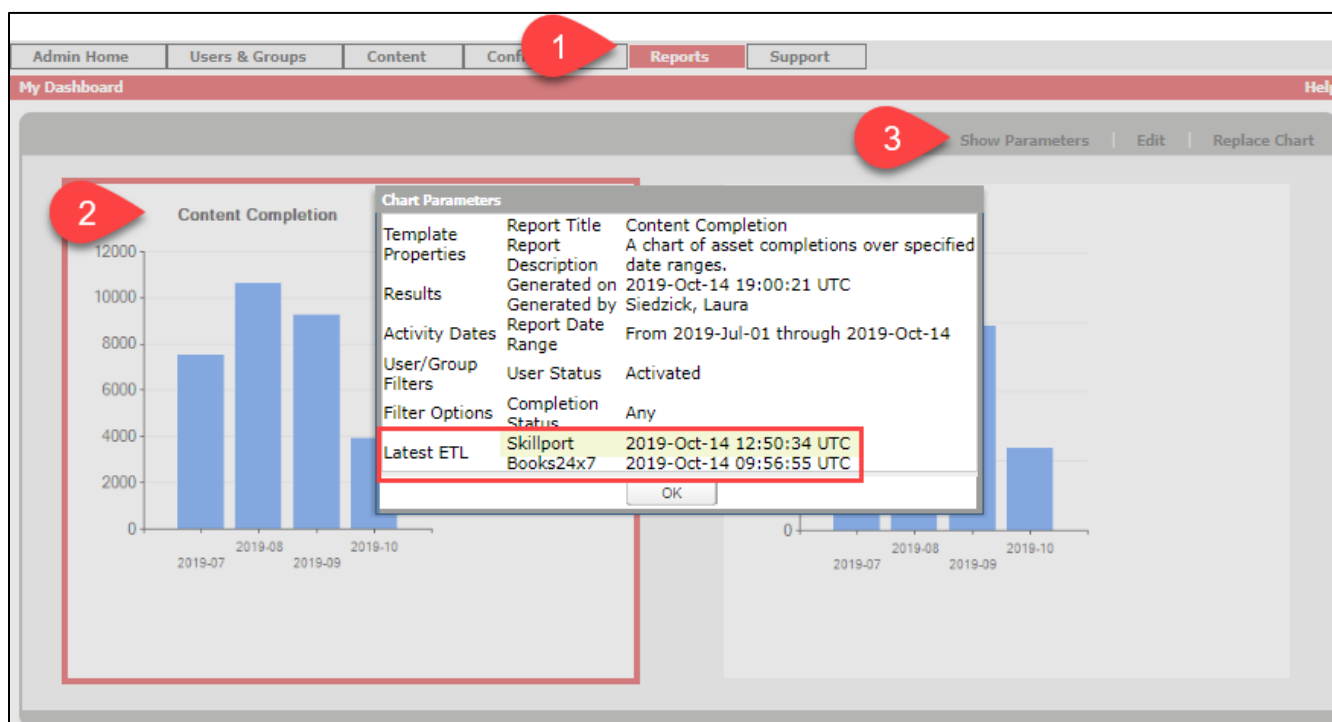 Admin Home Users & Groups Content Conf 1 Reports Support
My Dashboard Help
3 Show Parameters | Edit | Replace Chart
2 Content Completion
Chart Parameters
Template Properties Report Title Content Completion
Report Description A chart of asset completions over specified date ranges.
Results Generated on 2019-Oct-14 19:00:21 UTC
Generated by Siedzick, Laura
Activity Dates Report Date Range From 2019-Jul-01 through 2019-Oct-14
User/Group Filters User Status Activated
Filter Options Completion Status Any
Latest ETL Skillport 2019-Oct-14 12:50:34 UTC
Books24x7 2019-Oct-14 09:56:55 UTC
OK
12000
10000
8000
6000
4000
2000
0
2019-07 2019-08 2019-09 2019-10
0
2019-07 2019-08 2019-09 2019-10